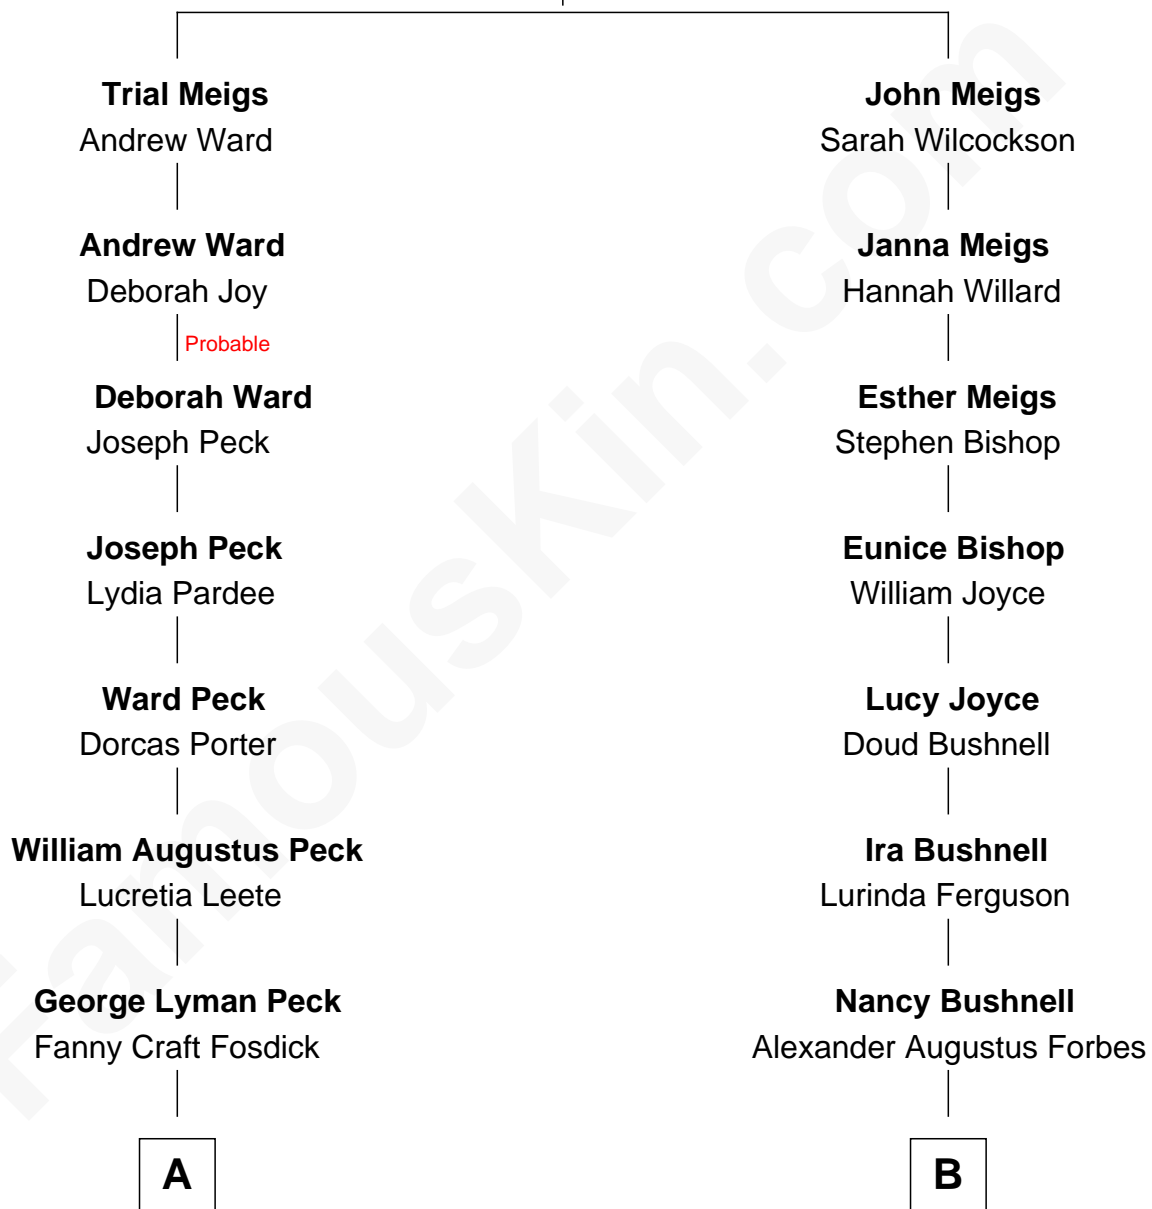 Trial Meigs
Andrew Ward
Andrew Ward
Deborah Joy
Probable
Deborah Ward
Joseph Peck
Joseph Peck
Lydia Pardee
Ward Peck
Dorcas Porter
William Augustus Peck
Lucretia Leete
George Lyman Peck
Fanny Craft Fosdick
A
John Meigs
Sarah Wilcockson
Janna Meigs
Hannah Willard
Esther Meigs
Stephen Bishop
Eunice Bishop
William Joyce
Lucy Joyce
Doud Bushnell
Ira Bushnell
Lurinda Ferguson
Nancy Bushnell
Alexander Augustus Forbes
B
FamousKin.com